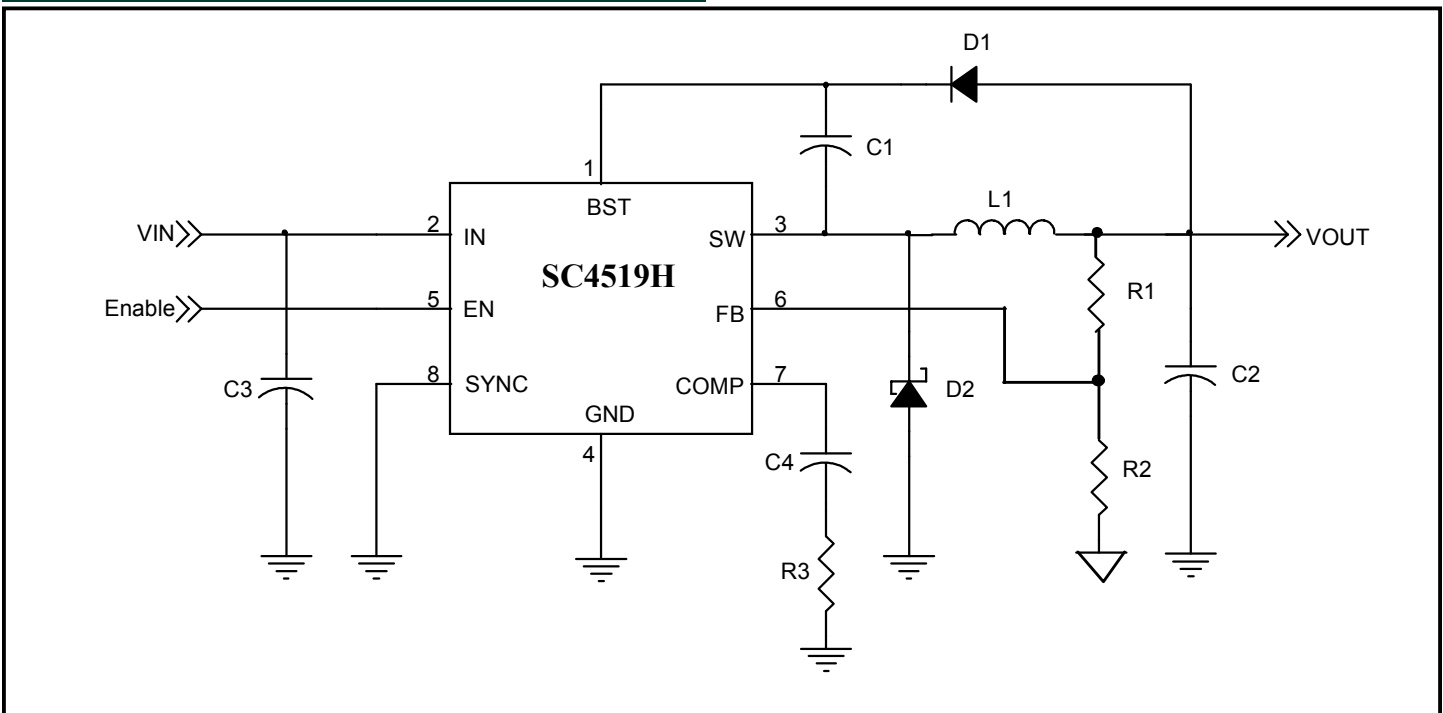 D1
C1
1
BST
L1
VIN
2
IN
SW
3
VOUT
SC4519H
R1
Enable
5
EN
FB
6
C3
8
SYNC
COMP
7
D2
C2
GND
4
C4
R2
R3